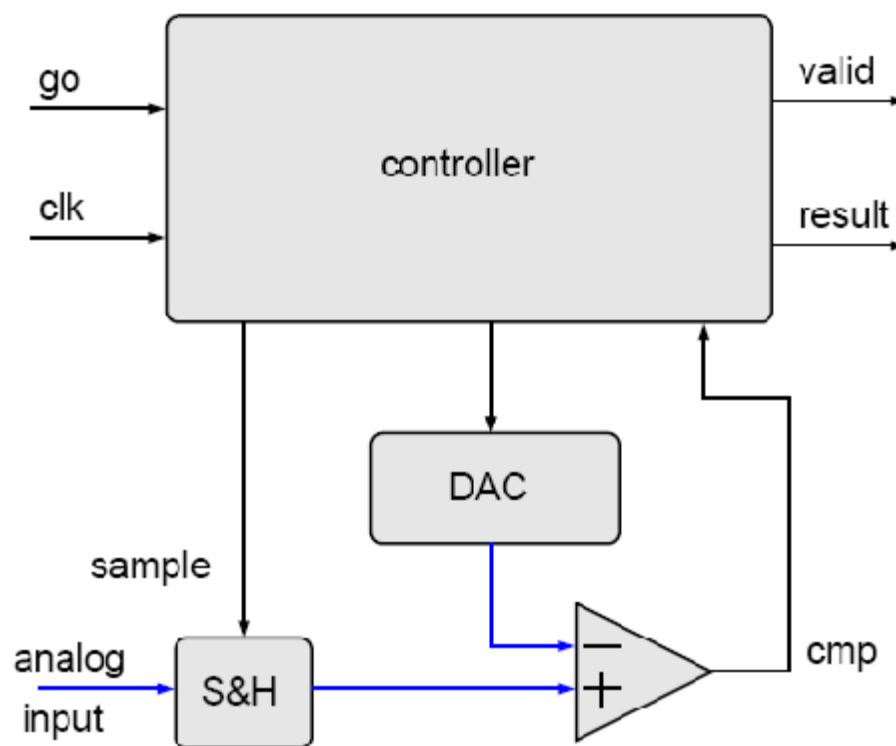 go
valid
controller
clk
result
DAC
sample
analog
input
S&H
cmp